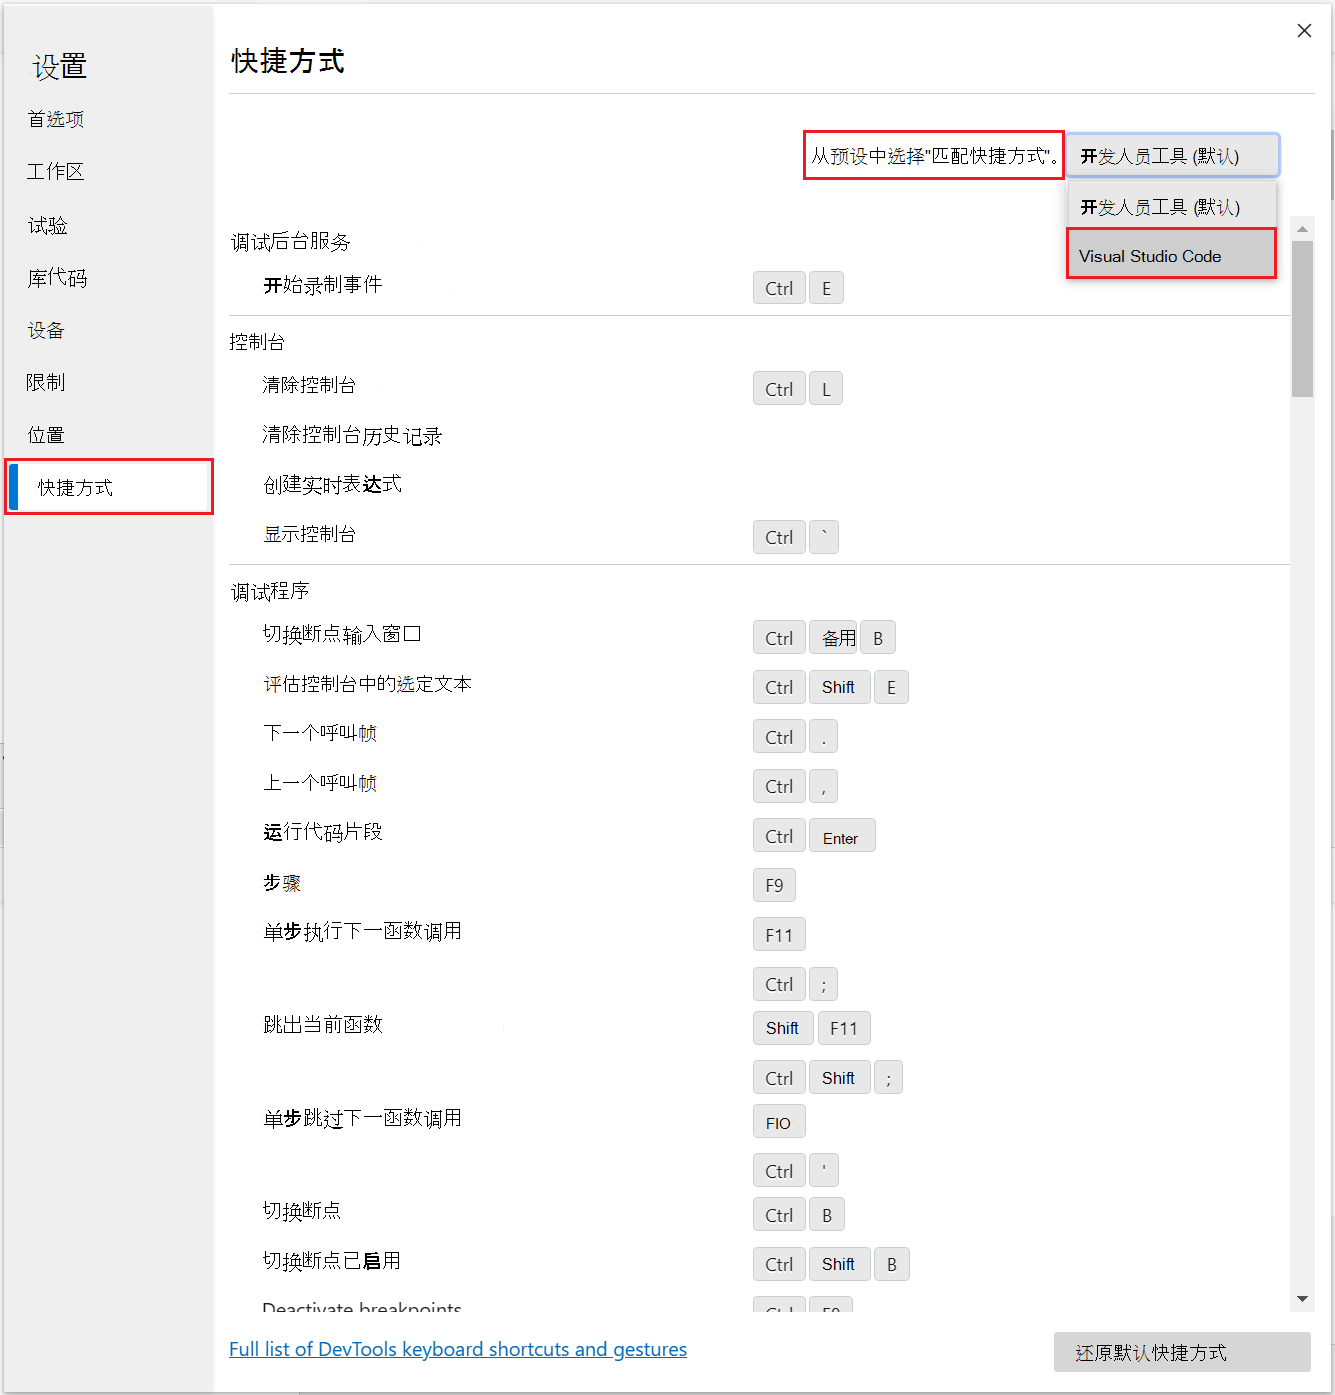 设置
首选项
工作区
试验
库代码
设备
限制
位置
快捷方式
快捷方式
从预设中选择"匹配快捷方式"。
开发人员工具 (默认)
开发人员工具 (默认)
Visual Studio Code
调试后台服务
开始录制事件 Ctrl E
控制台
清除控制台 Ctrl L
清除控制台历史记录
创建实时表达式
显示控制台 Ctrl `
调试程序
切换断点输入窗口 Ctrl 备用 B
评估控制台中的选定文本 Ctrl Shift E
下一个呼叫帧 Ctrl .
上一个呼叫帧 Ctrl ,
运行代码片段 Ctrl Enter
步骤 F9
单步执行下一函数调用 F11
Ctrl ;
跳出当前函数 Shift F11
Ctrl Shift ;
单步跳过下一函数调用 FIO
Ctrl '
切换断点 Ctrl B
切换断点已启用 Ctrl Shift B
Deactivate breakpoints Ctrl F8
Full list of DevTools keyboard shortcuts and gestures
还原默认快捷方式